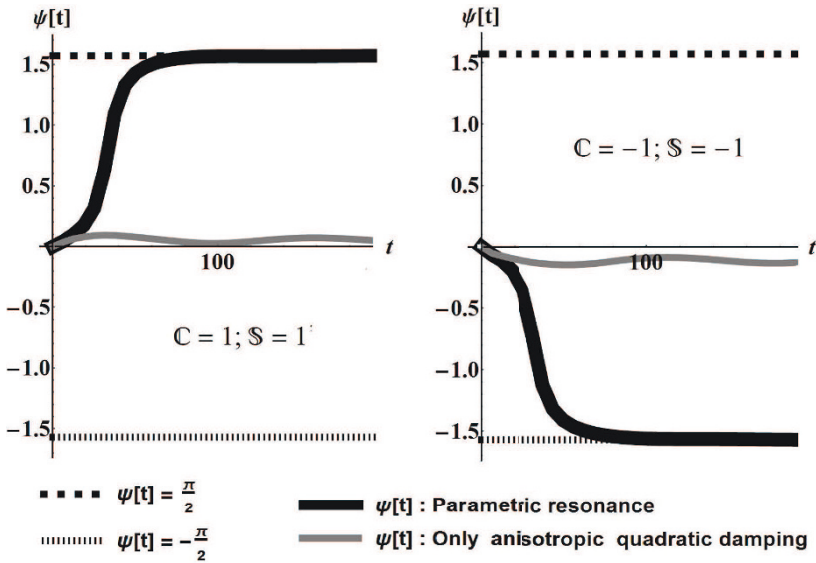 ψ[t]
1.5
1.0
0.5
100
t
−0.5
ℂ = 1; 𝕊 = 1
−1.0
−1.5
ψ[t]
1.5
ℂ = −1; 𝕊 = −1
1.0
0.5
100
t
−0.5
−1.0
−1.5
ψ[t] = π/2
ψ[t] : Parametric resonance
ψ[t] = −π/2
ψ[t] : Only anisotropic quadratic damping